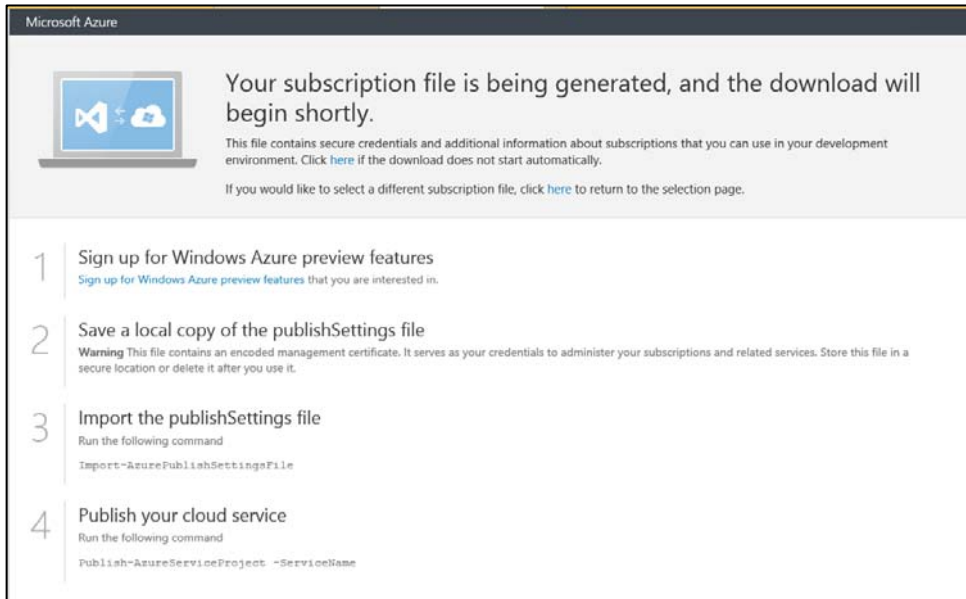 Microsoft Azure
Your subscription file is being generated, and the download will
begin shortly.
This file contains secure credentials and additional information about subscriptions that you can use in your development
environment. Click here if the download does not start automatically.
If you would like to select a different subscription file, click here to return to the selection page.
1
Sign up for Windows Azure preview features
Sign up for Windows Azure preview features that you are interested in.
2
Save a local copy of the publishSettings file
Warning This file contains an encoded management certificate. It serves as your credentials to administer your subscriptions and related services. Store this file in a
secure location or delete it after you use it.
3
Import the publishSettings file
Run the following command
Import-AzurePublishSettingsFile
4
Publish your cloud service
Run the following command
Publish-AzureServiceProject -ServiceName